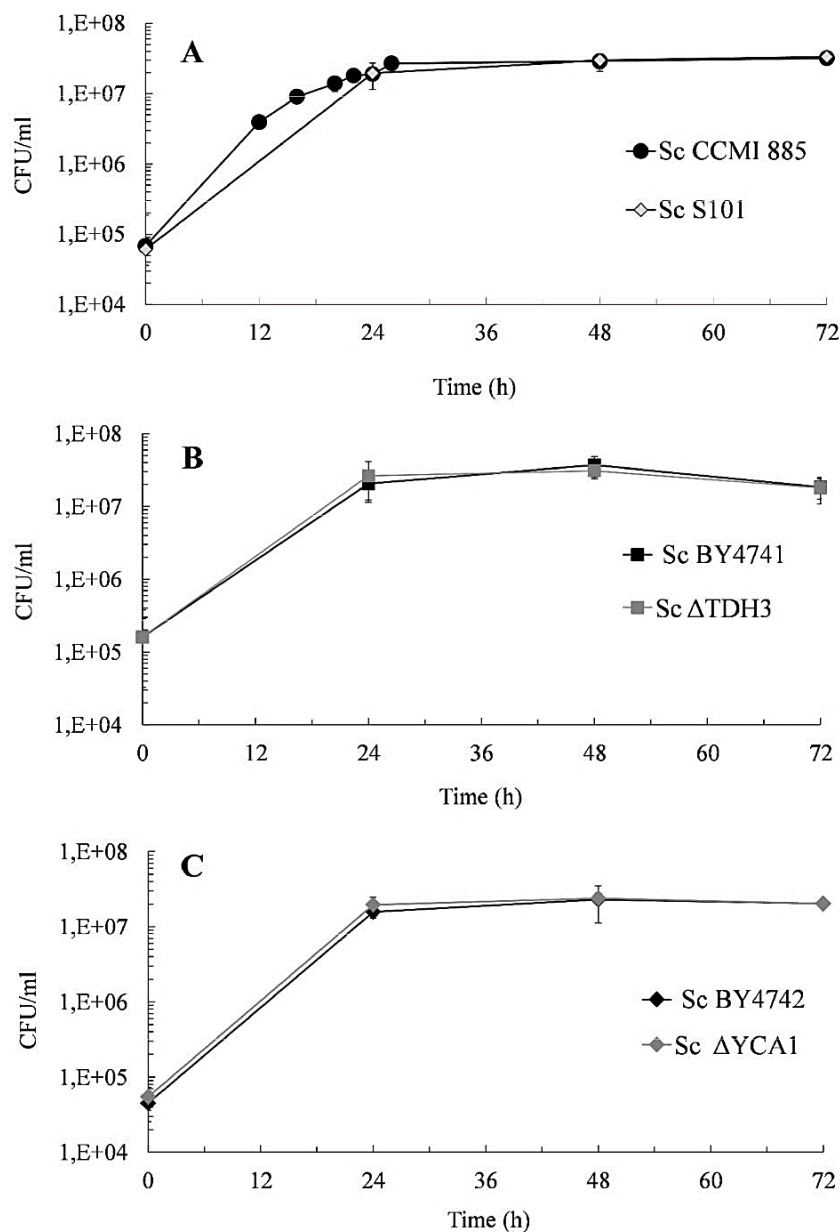 A
1,E+08
1,E+07
1,E+06
1,E+05
1,E+04
CFU/ml
Sc CCMI 885
Sc S101
0 12 24 36 48 60 72
Time (h)
B
1,E+08
1,E+07
1,E+06
1,E+05
1,E+04
CFU/ml
Sc BY4741
Sc ΔTDH3
0 12 24 36 48 60 72
Time (h)
C
1,E+08
1,E+07
1,E+06
1,E+05
1,E+04
CFU/ml
Sc BY4742
Sc ΔYCA1
0 12 24 36 48 60 72
Time (h)